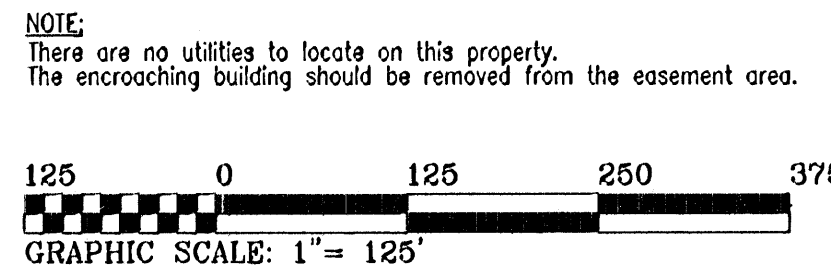 NOTE:
There are no utilities to locate on this property.
The encroaching building should be removed from the easement area.
125 0 125 250 375
GRAPHIC SCALE: 1"= 125'